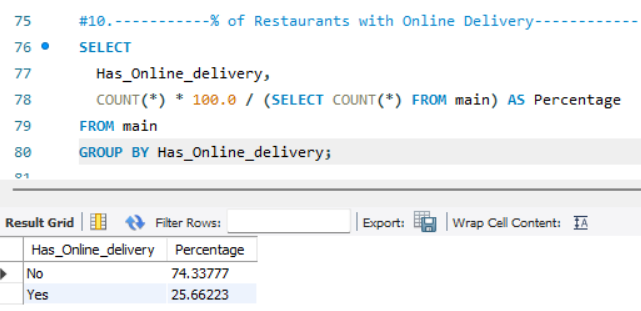 75 #10.-----------% of Restaurants with Online Delivery------------
76 SELECT
77 Has_Online_delivery,
78 COUNT(*) * 100.0 / (SELECT COUNT(*) FROM main) AS Percentage
79 FROM main
80 GROUP BY Has_Online_delivery;
81
Result Grid Filter Rows: Export: Wrap Cell Content: IA
Has_Online_delivery Percentage
No 74.33777
Yes 25.66223